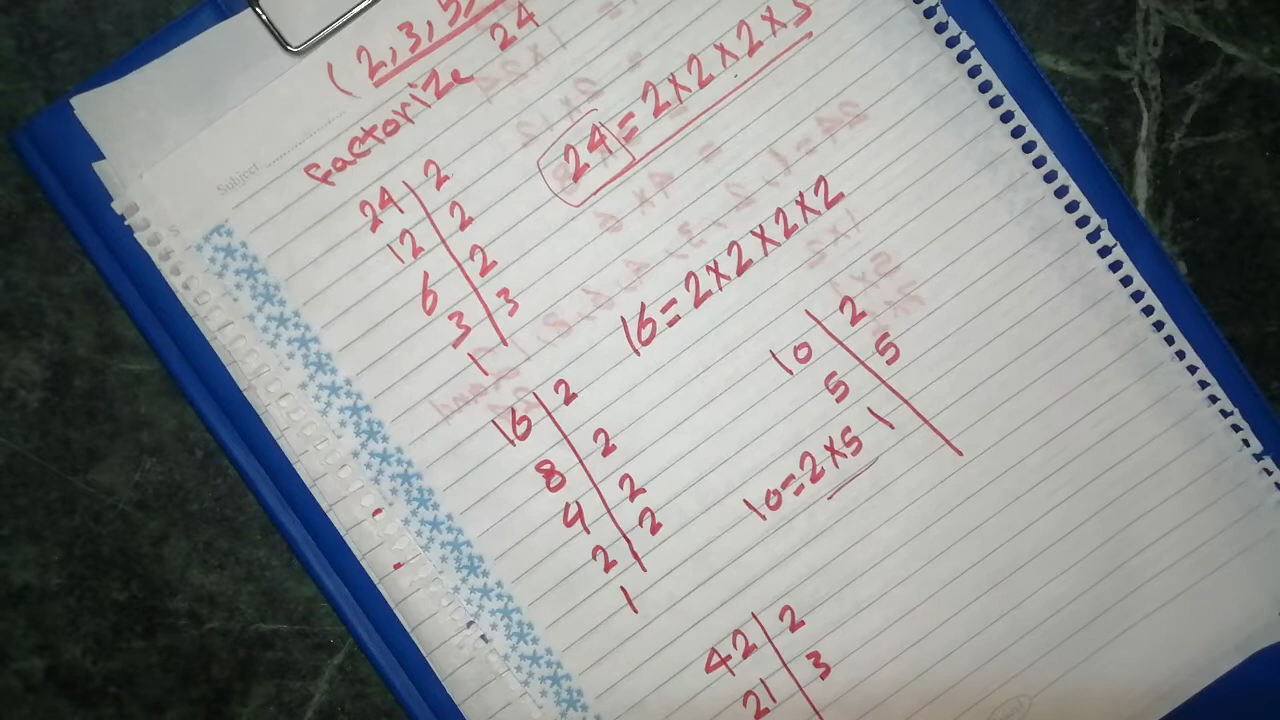 (2,3,5,
Factorize 24
24 = 2×2×2×3
Subject
24 | 2
12 | 2
6 | 2
3 | 3
1
16 = 2×2×2×2
16 | 2
8 | 2
4 | 2
2 | 2
1
10 | 2
5 | 5
1
10 = 2×5
42 | 2
21 | 3